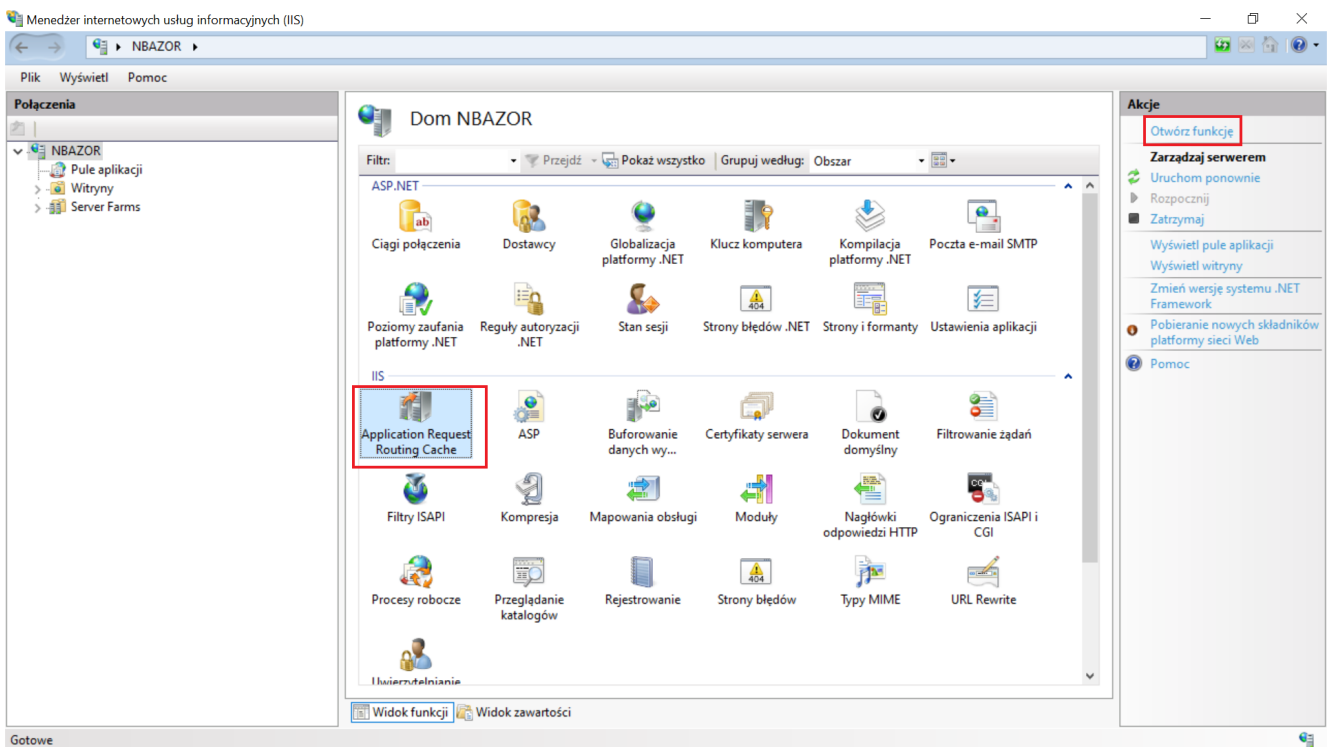 Menedżer internetowych usług informacyjnych (IIS)
NBAZOR
Plik Wyświetl Pomoc
Połączenia
NBAZOR
Pule aplikacji
Witryny
Server Farms
Dom NBAZOR
Filtr: Przejdź Pokaż wszystko Grupuj według: Obszar
ASP.NET
Ciągi połączenia
Dostawcy
Globalizacja
platformy .NET
Klucz komputera
Kompilacja
platformy .NET
Poczta e-mail SMTP
Poziomy zaufania
platformy .NET
Reguły autoryzacji
.NET
Stan sesji
404
Strony błędów .NET
Strony i formanty
Ustawienia aplikacji
IIS
Application Request
Routing Cache
ASP
Buforowanie
danych wy...
Certyfikaty serwera
Dokument
domyślny
Filtrowanie żądań
Filtry ISAPI
Kompresja
Mapowania obsługi
Moduły
Nagłówki
odpowiedzi HTTP
Ograniczenia ISAPI i
CGI
Procesy robocze
Przeglądanie
katalogów
Rejestrowanie
404
Strony błędów
Typy MIME
URL Rewrite
Uwierzytelnianie
Widok funkcji Widok zawartości
Akcje
Otwórz funkcję
Zarządzaj serwerem
Uruchom ponownie
Rozpocznij
Zatrzymaj
Wyświetl pule aplikacji
Wyświetl witryny
Zmień wersję systemu .NET
Framework
Pobieranie nowych składników
platformy sieci Web
Pomoc
Gotowe